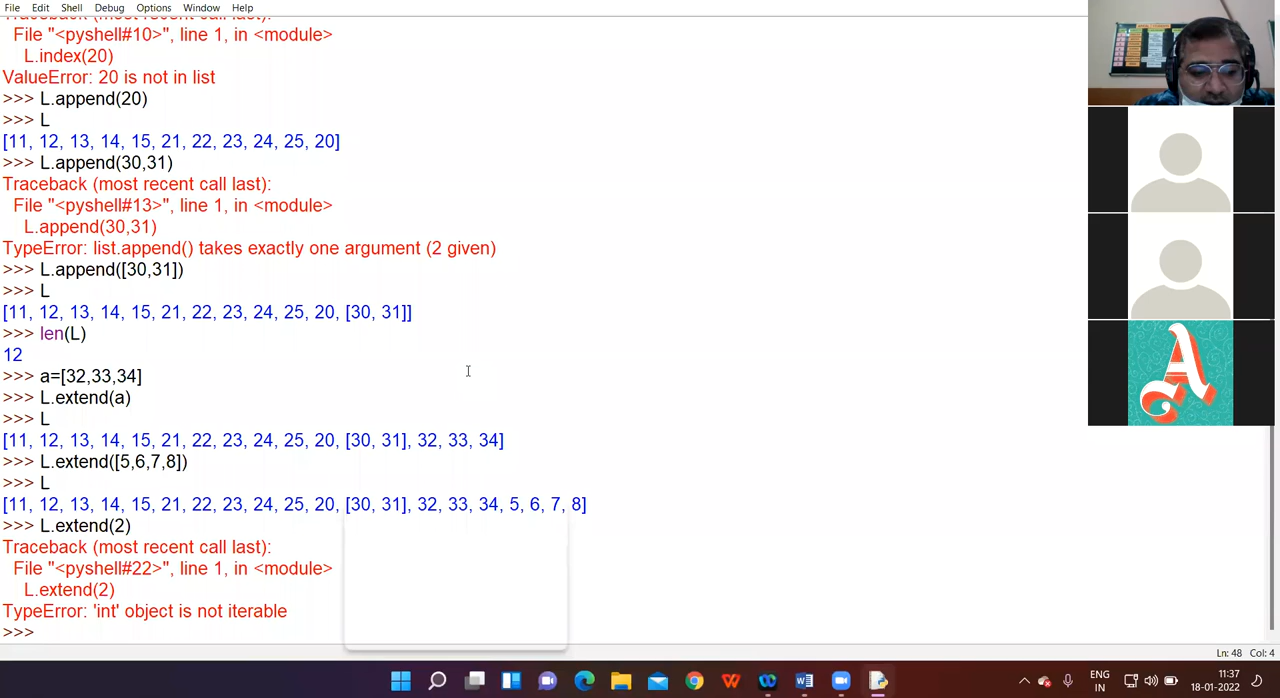 File Edit Shell Debug Options Window Help
Traceback (most recent call last):
File "<pyshell#10>", line 1, in <module>
L.index(20)
ValueError: 20 is not in list
>>> L.append(20)
>>> L
[11, 12, 13, 14, 15, 21, 22, 23, 24, 25, 20]
>>> L.append(30,31)
Traceback (most recent call last):
File "<pyshell#13>", line 1, in <module>
L.append(30,31)
TypeError: list.append() takes exactly one argument (2 given)
>>> L.append([30,31])
>>> L
[11, 12, 13, 14, 15, 21, 22, 23, 24, 25, 20, [30, 31]]
>>> len(L)
12
>>> a=[32,33,34]
>>> L.extend(a)
>>> L
[11, 12, 13, 14, 15, 21, 22, 23, 24, 25, 20, [30, 31], 32, 33, 34]
>>> L.extend([5,6,7,8])
>>> L
[11, 12, 13, 14, 15, 21, 22, 23, 24, 25, 20, [30, 31], 32, 33, 34, 5, 6, 7, 8]
>>> L.extend(2)
Traceback (most recent call last):
File "<pyshell#22>", line 1, in <module>
L.extend(2)
TypeError: 'int' object is not iterable
>>>
A
Ln: 48 Col: 4
ENG
IN
11:37
18-01-2022